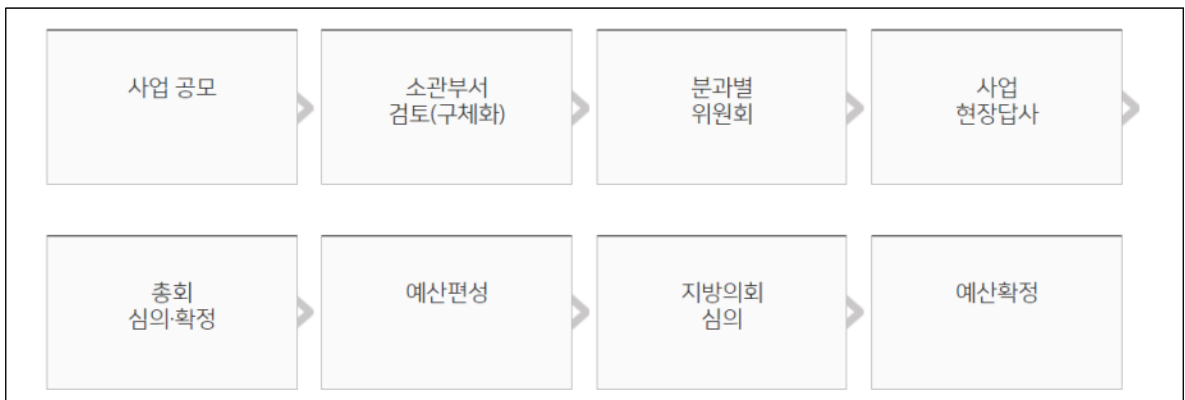 사업 공모
소관부서
검토(구체화)
분과별
위원회
사업
현장답사
총회
심의·확정
예산편성
지방의회
심의
예산확정